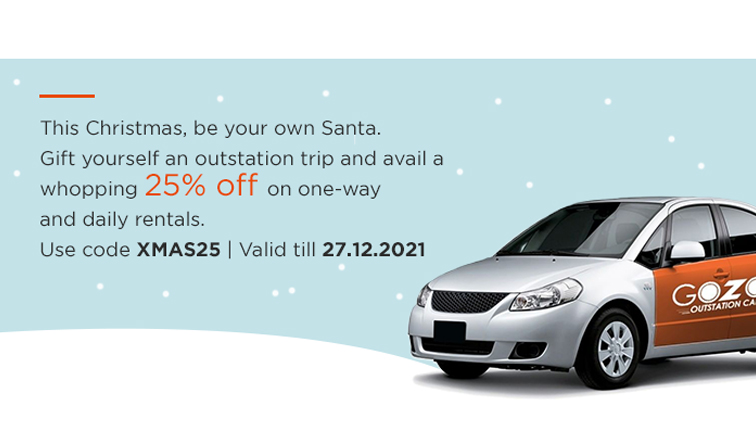 This Christmas, be your own Santa.
Gift yourself an outstation trip and avail a
whopping 25% off on one-way
and daily rentals.
Use code XMAS25 | Valid till 27.12.2021
GOZO
OUTSTATION CA